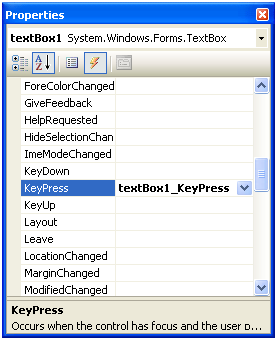 Properties
textBox1 System.Windows.Forms.TextBox
ForeColorChanged
GiveFeedback
HelpRequested
HideSelectionChan
ImeModeChanged
KeyDown
KeyPress textBox1_KeyPress
KeyUp
Layout
Leave
LocationChanged
MarginChanged
ModifiedChanged
KeyPress
Occurs when the control has focus and the user p...